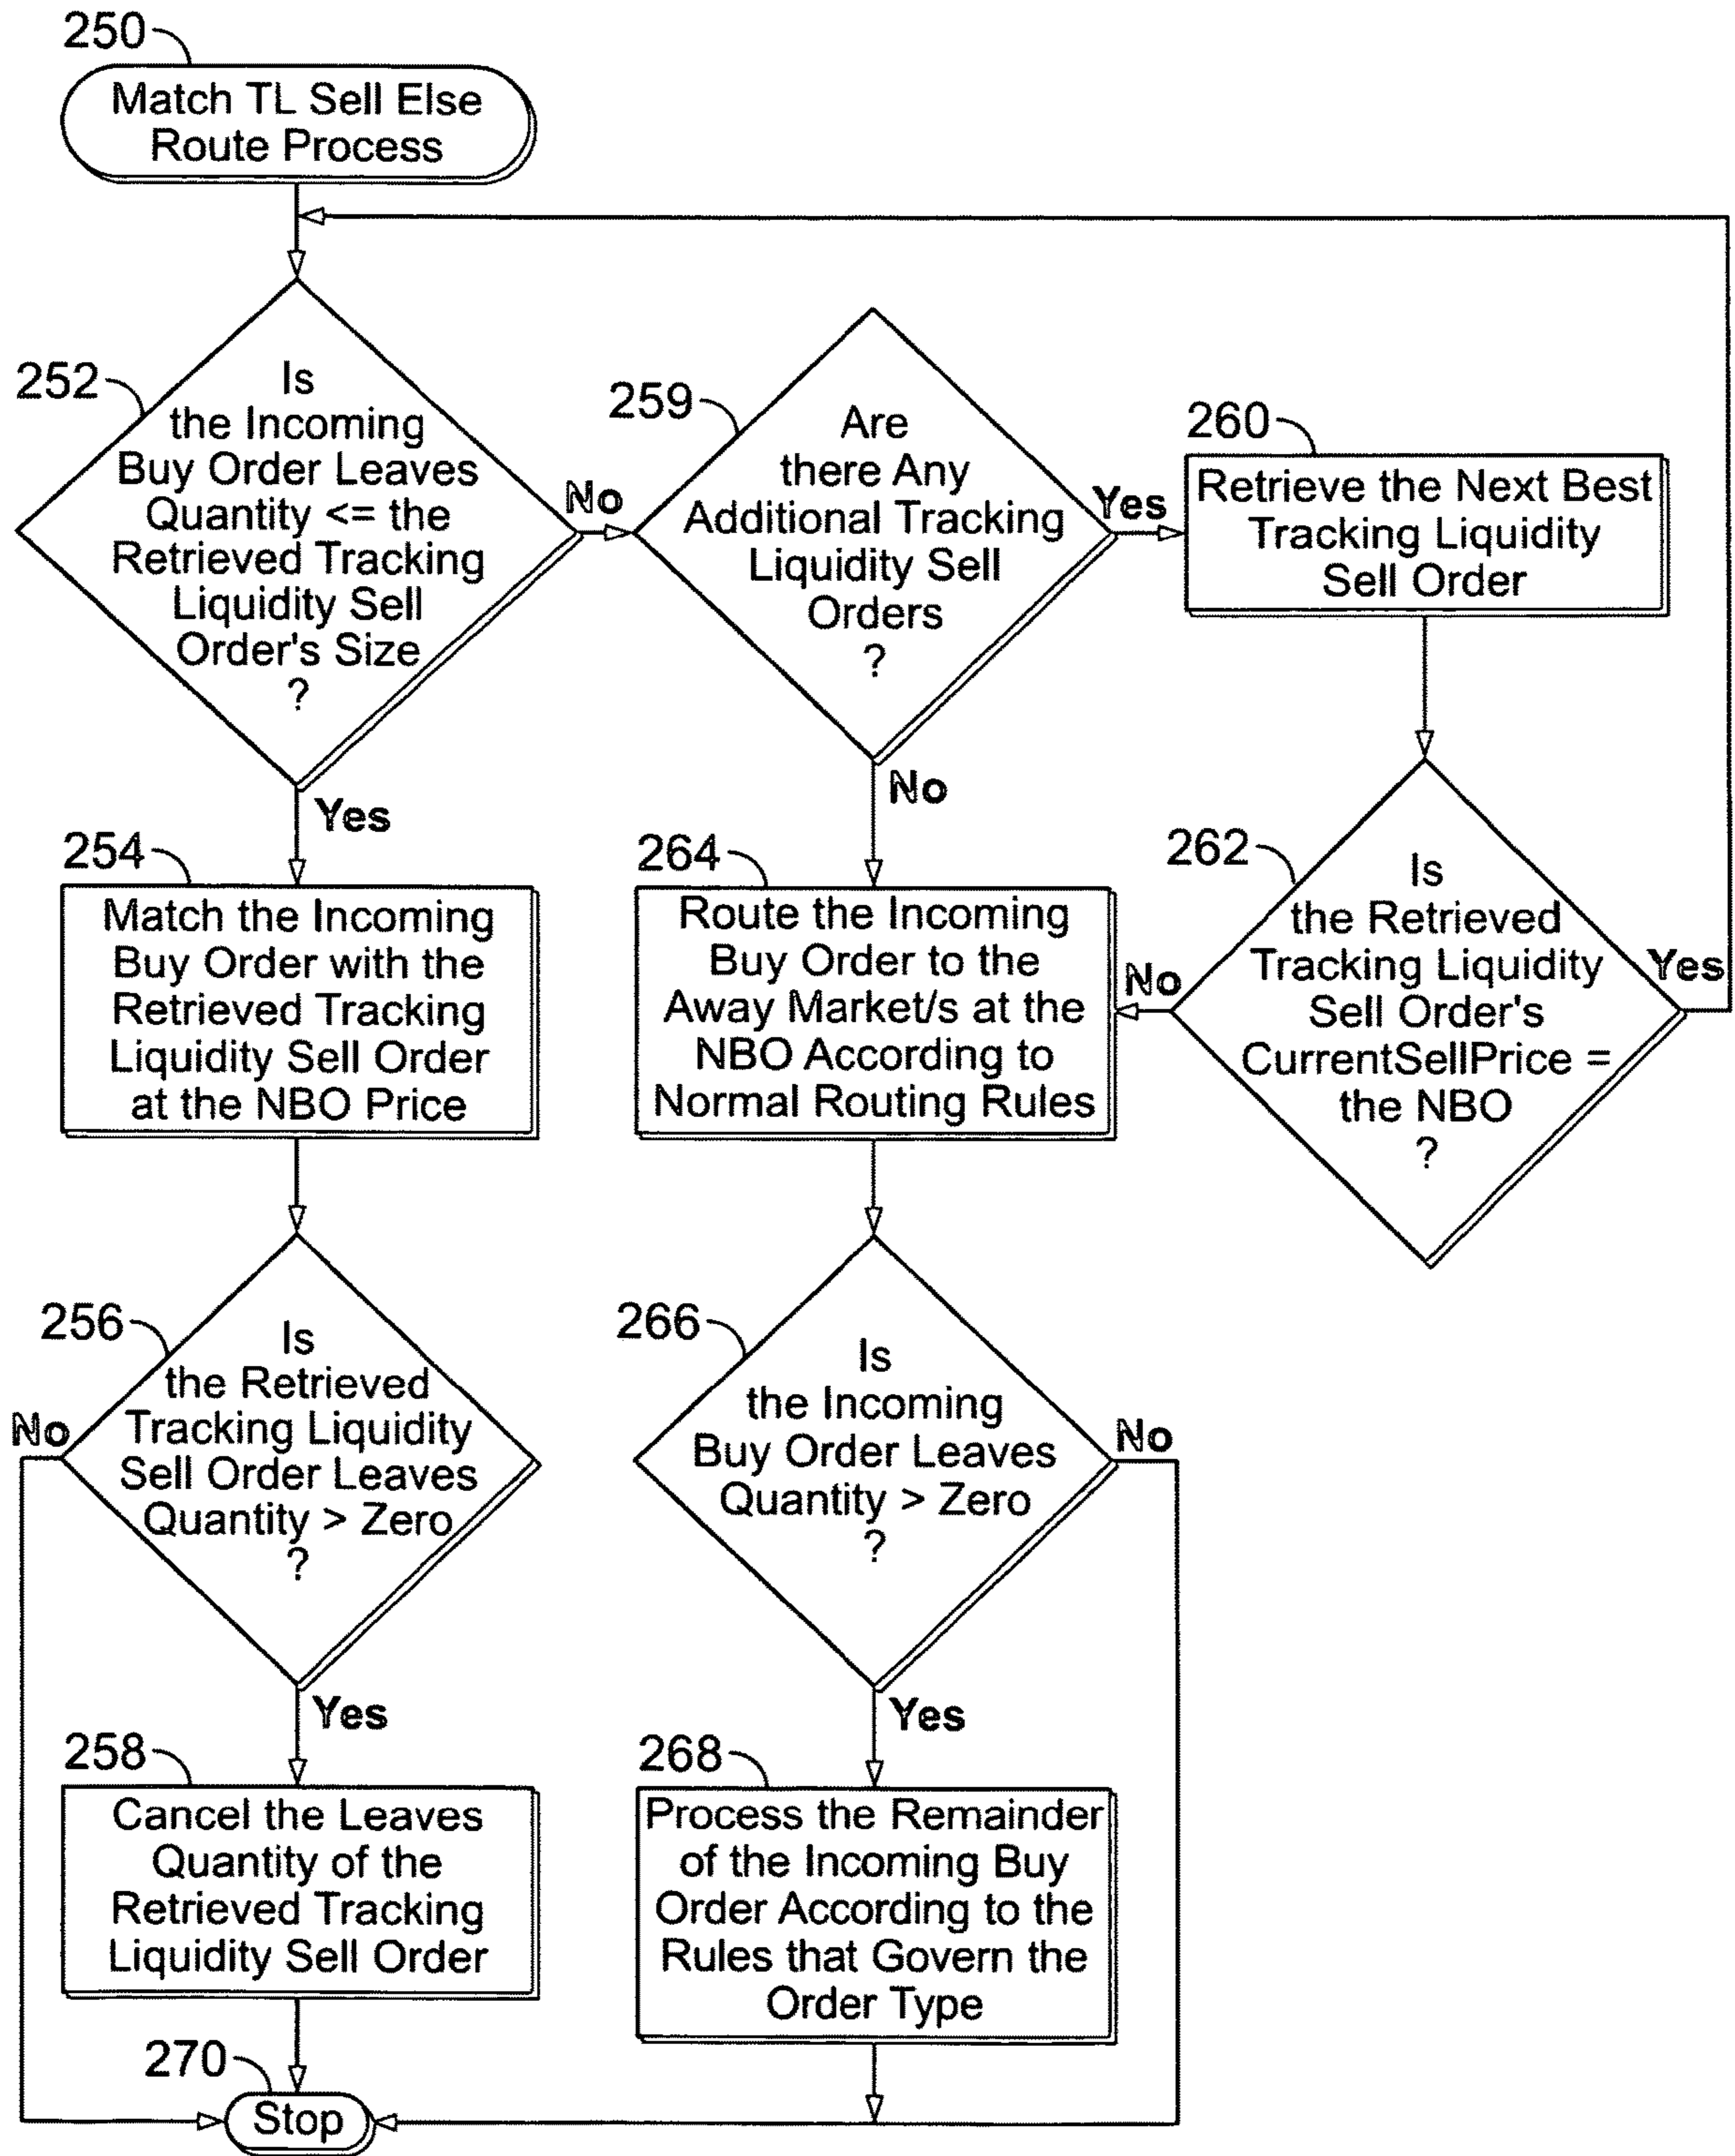 250
Match TL Sell Else
Route Process
252
Is
the Incoming
Buy Order Leaves
Quantity <= the
Retrieved Tracking
Liquidity Sell
Order's Size
?
No
Yes
259
Are
there Any
Additional Tracking
Liquidity Sell
Orders
?
Yes
No
260
Retrieve the Next Best
Tracking Liquidity
Sell Order
262
Is
the Retrieved
Tracking Liquidity
Sell Order's
CurrentSellPrice =
the NBO
?
Yes
No
254
Match the Incoming
Buy Order with the
Retrieved Tracking
Liquidity Sell Order
at the NBO Price
264
Route the Incoming
Buy Order to the
Away Market/s at the
NBO According to
Normal Routing Rules
256
Is
the Retrieved
Tracking Liquidity
Sell Order Leaves
Quantity > Zero
?
No
Yes
266
Is
the Incoming
Buy Order Leaves
Quantity > Zero
?
No
Yes
258
Cancel the Leaves
Quantity of the
Retrieved Tracking
Liquidity Sell Order
268
Process the Remainder
of the Incoming Buy
Order According to the
Rules that Govern the
Order Type
270
Stop